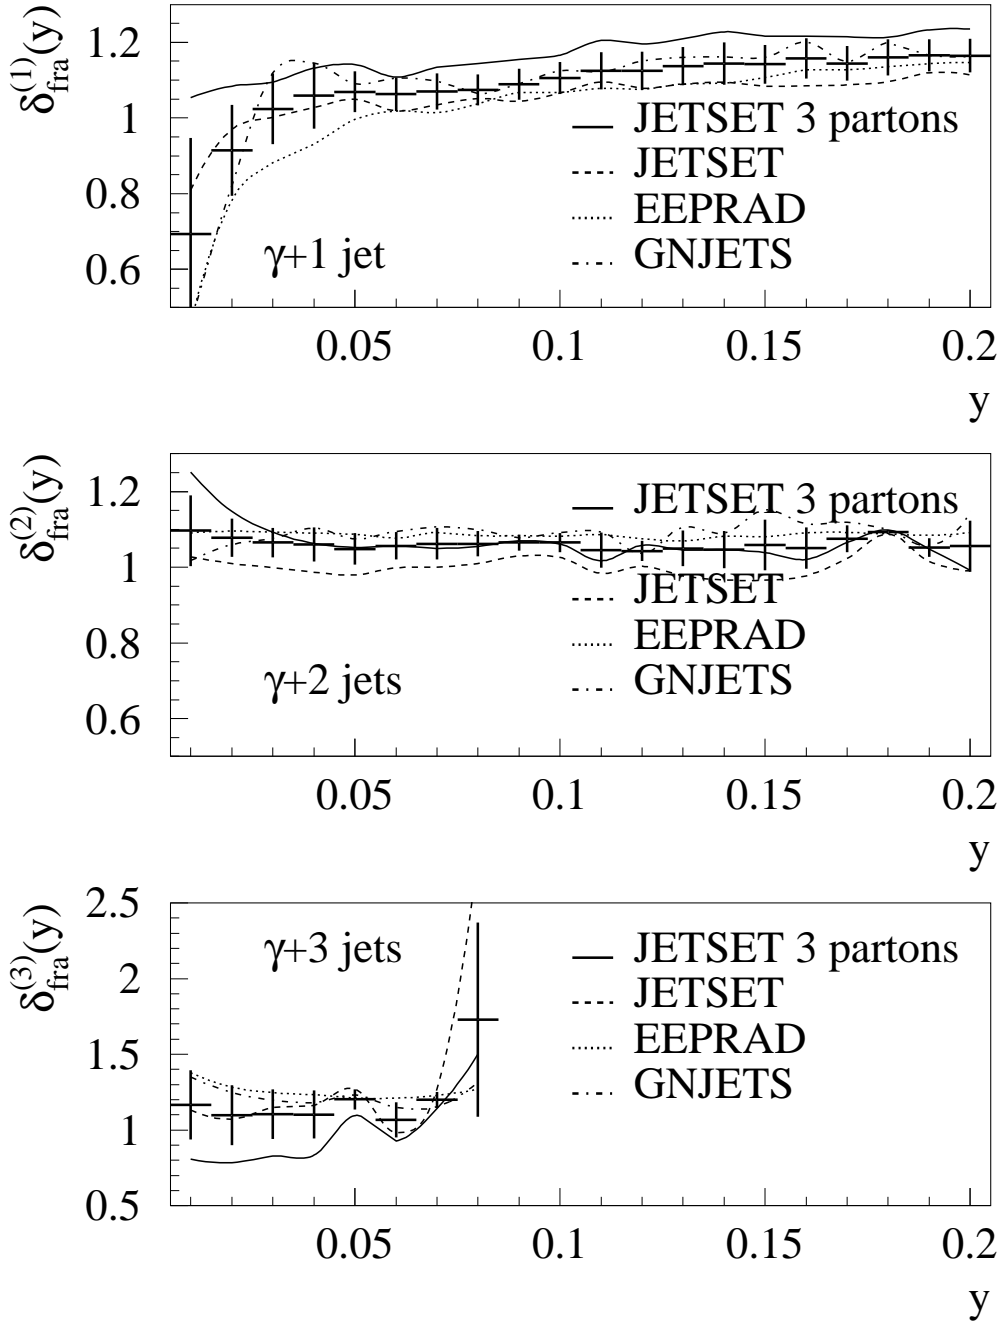 δ_fra^(1)(y)
1.2
1
0.8
0.6
JETSET 3 partons
JETSET
EEPRAD
GNJETS
γ+1 jet
0.05 0.1 0.15 0.2
y
δ_fra^(2)(y)
1.2
1
0.8
0.6
JETSET 3 partons
JETSET
EEPRAD
GNJETS
γ+2 jets
0.05 0.1 0.15 0.2
y
δ_fra^(3)(y)
2.5
2
1.5
1
0.5
γ+3 jets
JETSET 3 partons
JETSET
EEPRAD
GNJETS
0.05 0.1 0.15 0.2
y